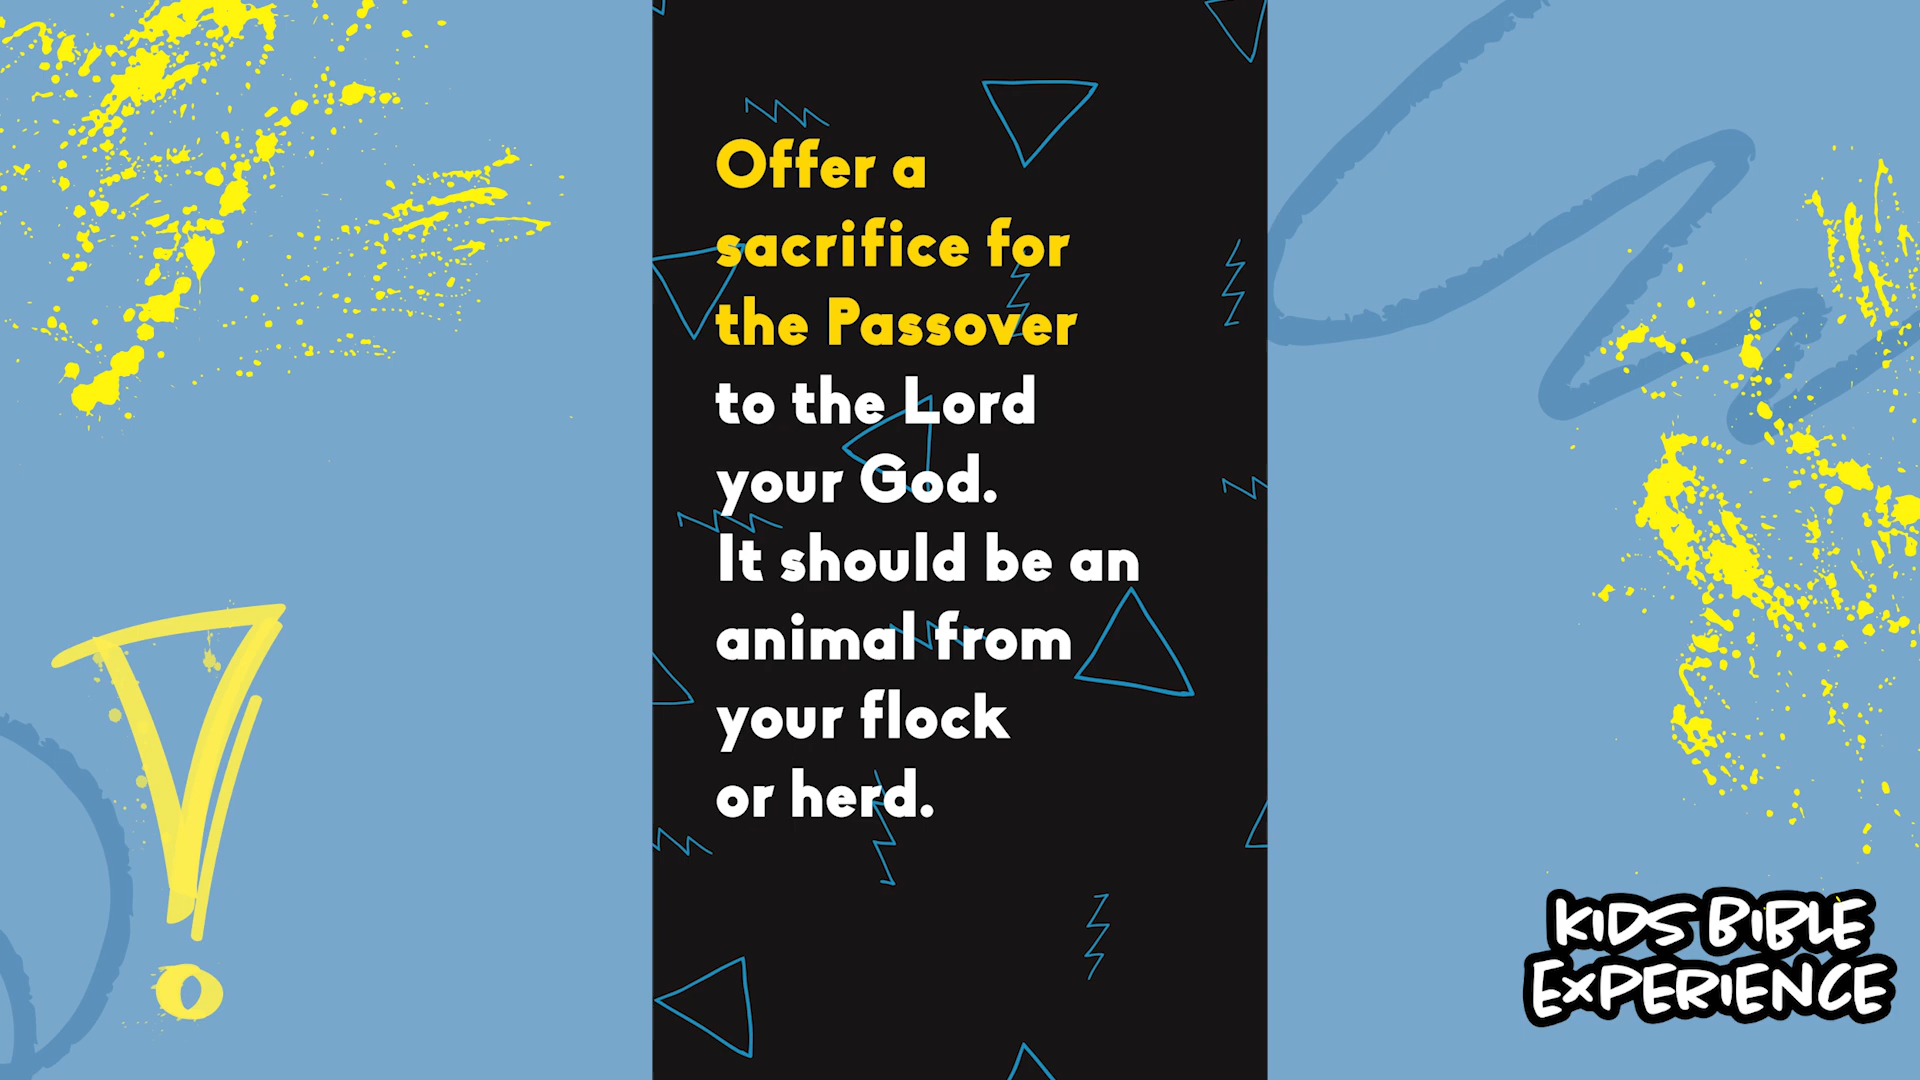 Offer a
sacrifice for
the Passover
to the Lord
your God.
It should be an
animal from
your flock
or herd.
KIDS BIBLE
EXPERIENCE